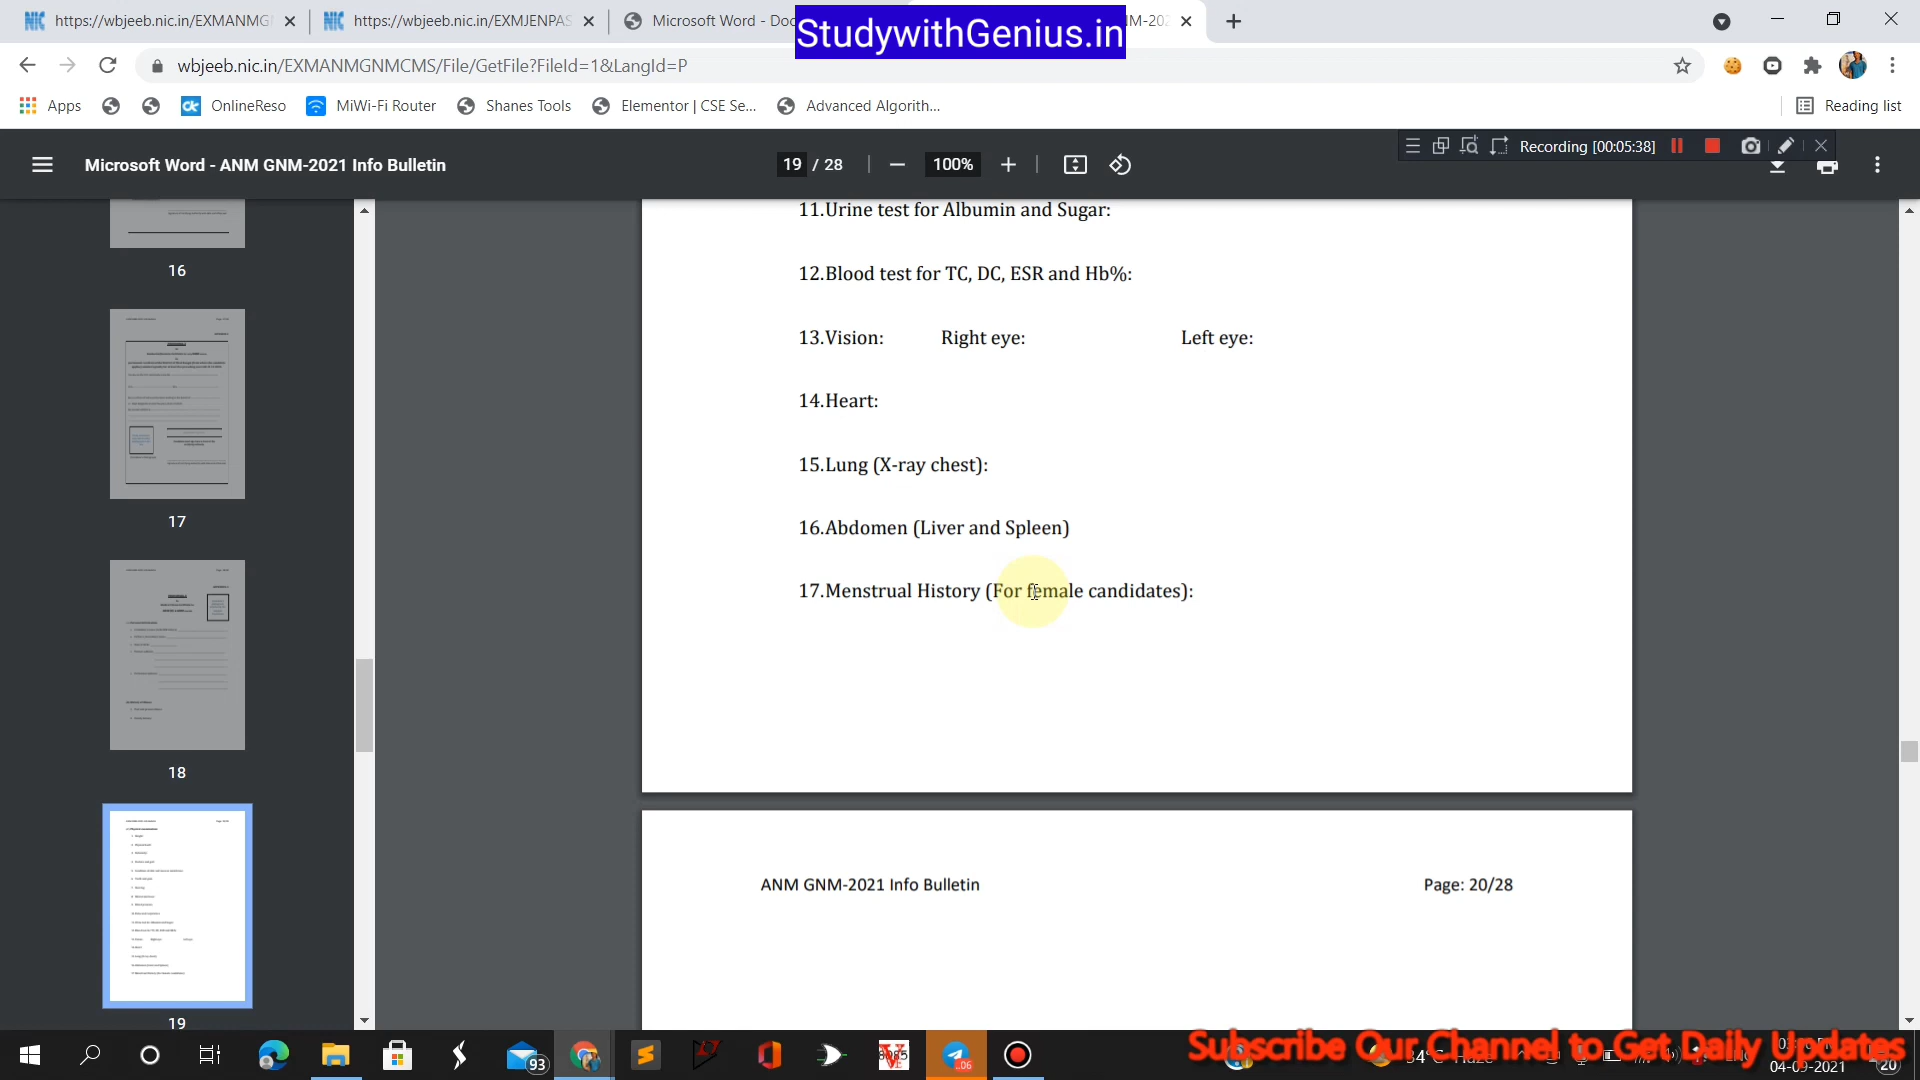 https://wbjeeb.nic.in/EXMANMG
https://wbjeeb.nic.in/EXMJENPAS
Microsoft Word - Doc
StudywithGenius.in
M-202
wbjeeb.nic.in/EXMANMGNMCMS/File/GetFile?FileId=1&LangId=P
Apps
OnlineReso
MiWi-Fi Router
Shanes Tools
Elementor | CSE Se...
Advanced Algorith...
Reading list
Microsoft Word - ANM GNM-2021 Info Bulletin
19 / 28
100%
Recording [00:05:38]
16
17
18
19
11.Urine test for Albumin and Sugar:
12.Blood test for TC, DC, ESR and Hb%:
13.Vision: Right eye: Left eye:
14.Heart:
15.Lung (X-ray chest):
16.Abdomen (Liver and Spleen)
17.Menstrual History (For female candidates):
ANM GNM-2021 Info Bulletin Page: 20/28
93
8085
.06
Subscribe Our Channel to Get Daily Updates
34°C Haze
04-09-2021
20